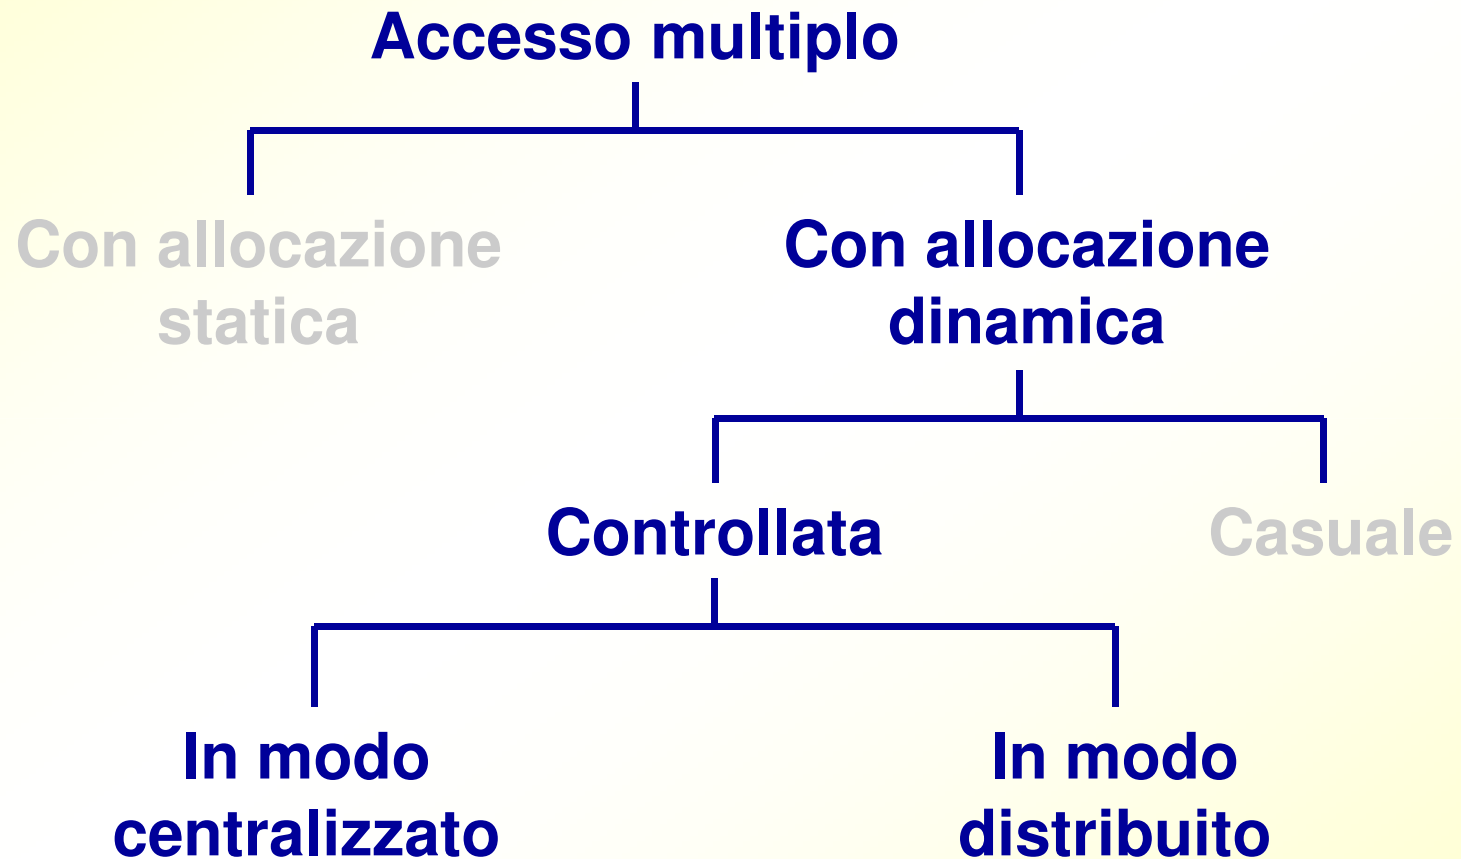 Accesso multiplo
Con allocazione
statica
Con allocazione
dinamica
Controllata
Casuale
In modo
centralizzato
In modo
distribuito